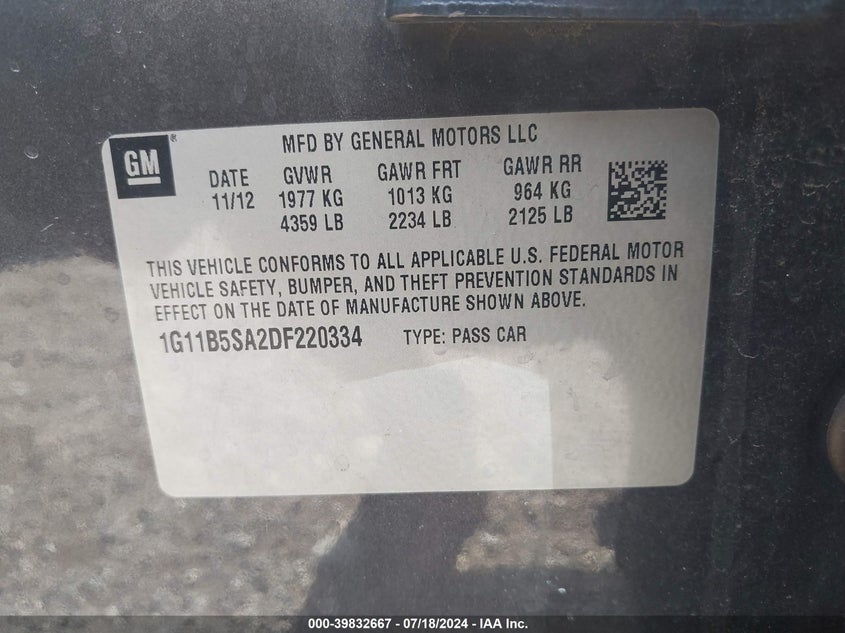 GM®
MFD BY GENERAL MOTORS LLC
DATE GVWR GAWR FRT GAWR RR
11/12 1977 KG 1013 KG 964 KG
4359 LB 2234 LB 2125 LB
THIS VEHICLE CONFORMS TO ALL APPLICABLE U.S. FEDERAL MOTOR
VEHICLE SAFETY, BUMPER, AND THEFT PREVENTION STANDARDS IN
EFFECT ON THE DATE OF MANUFACTURE SHOWN ABOVE.
1G11B5SA2DF220334 TYPE: PASS CAR
000-39832667 - 07/18/2024 - IAA Inc.